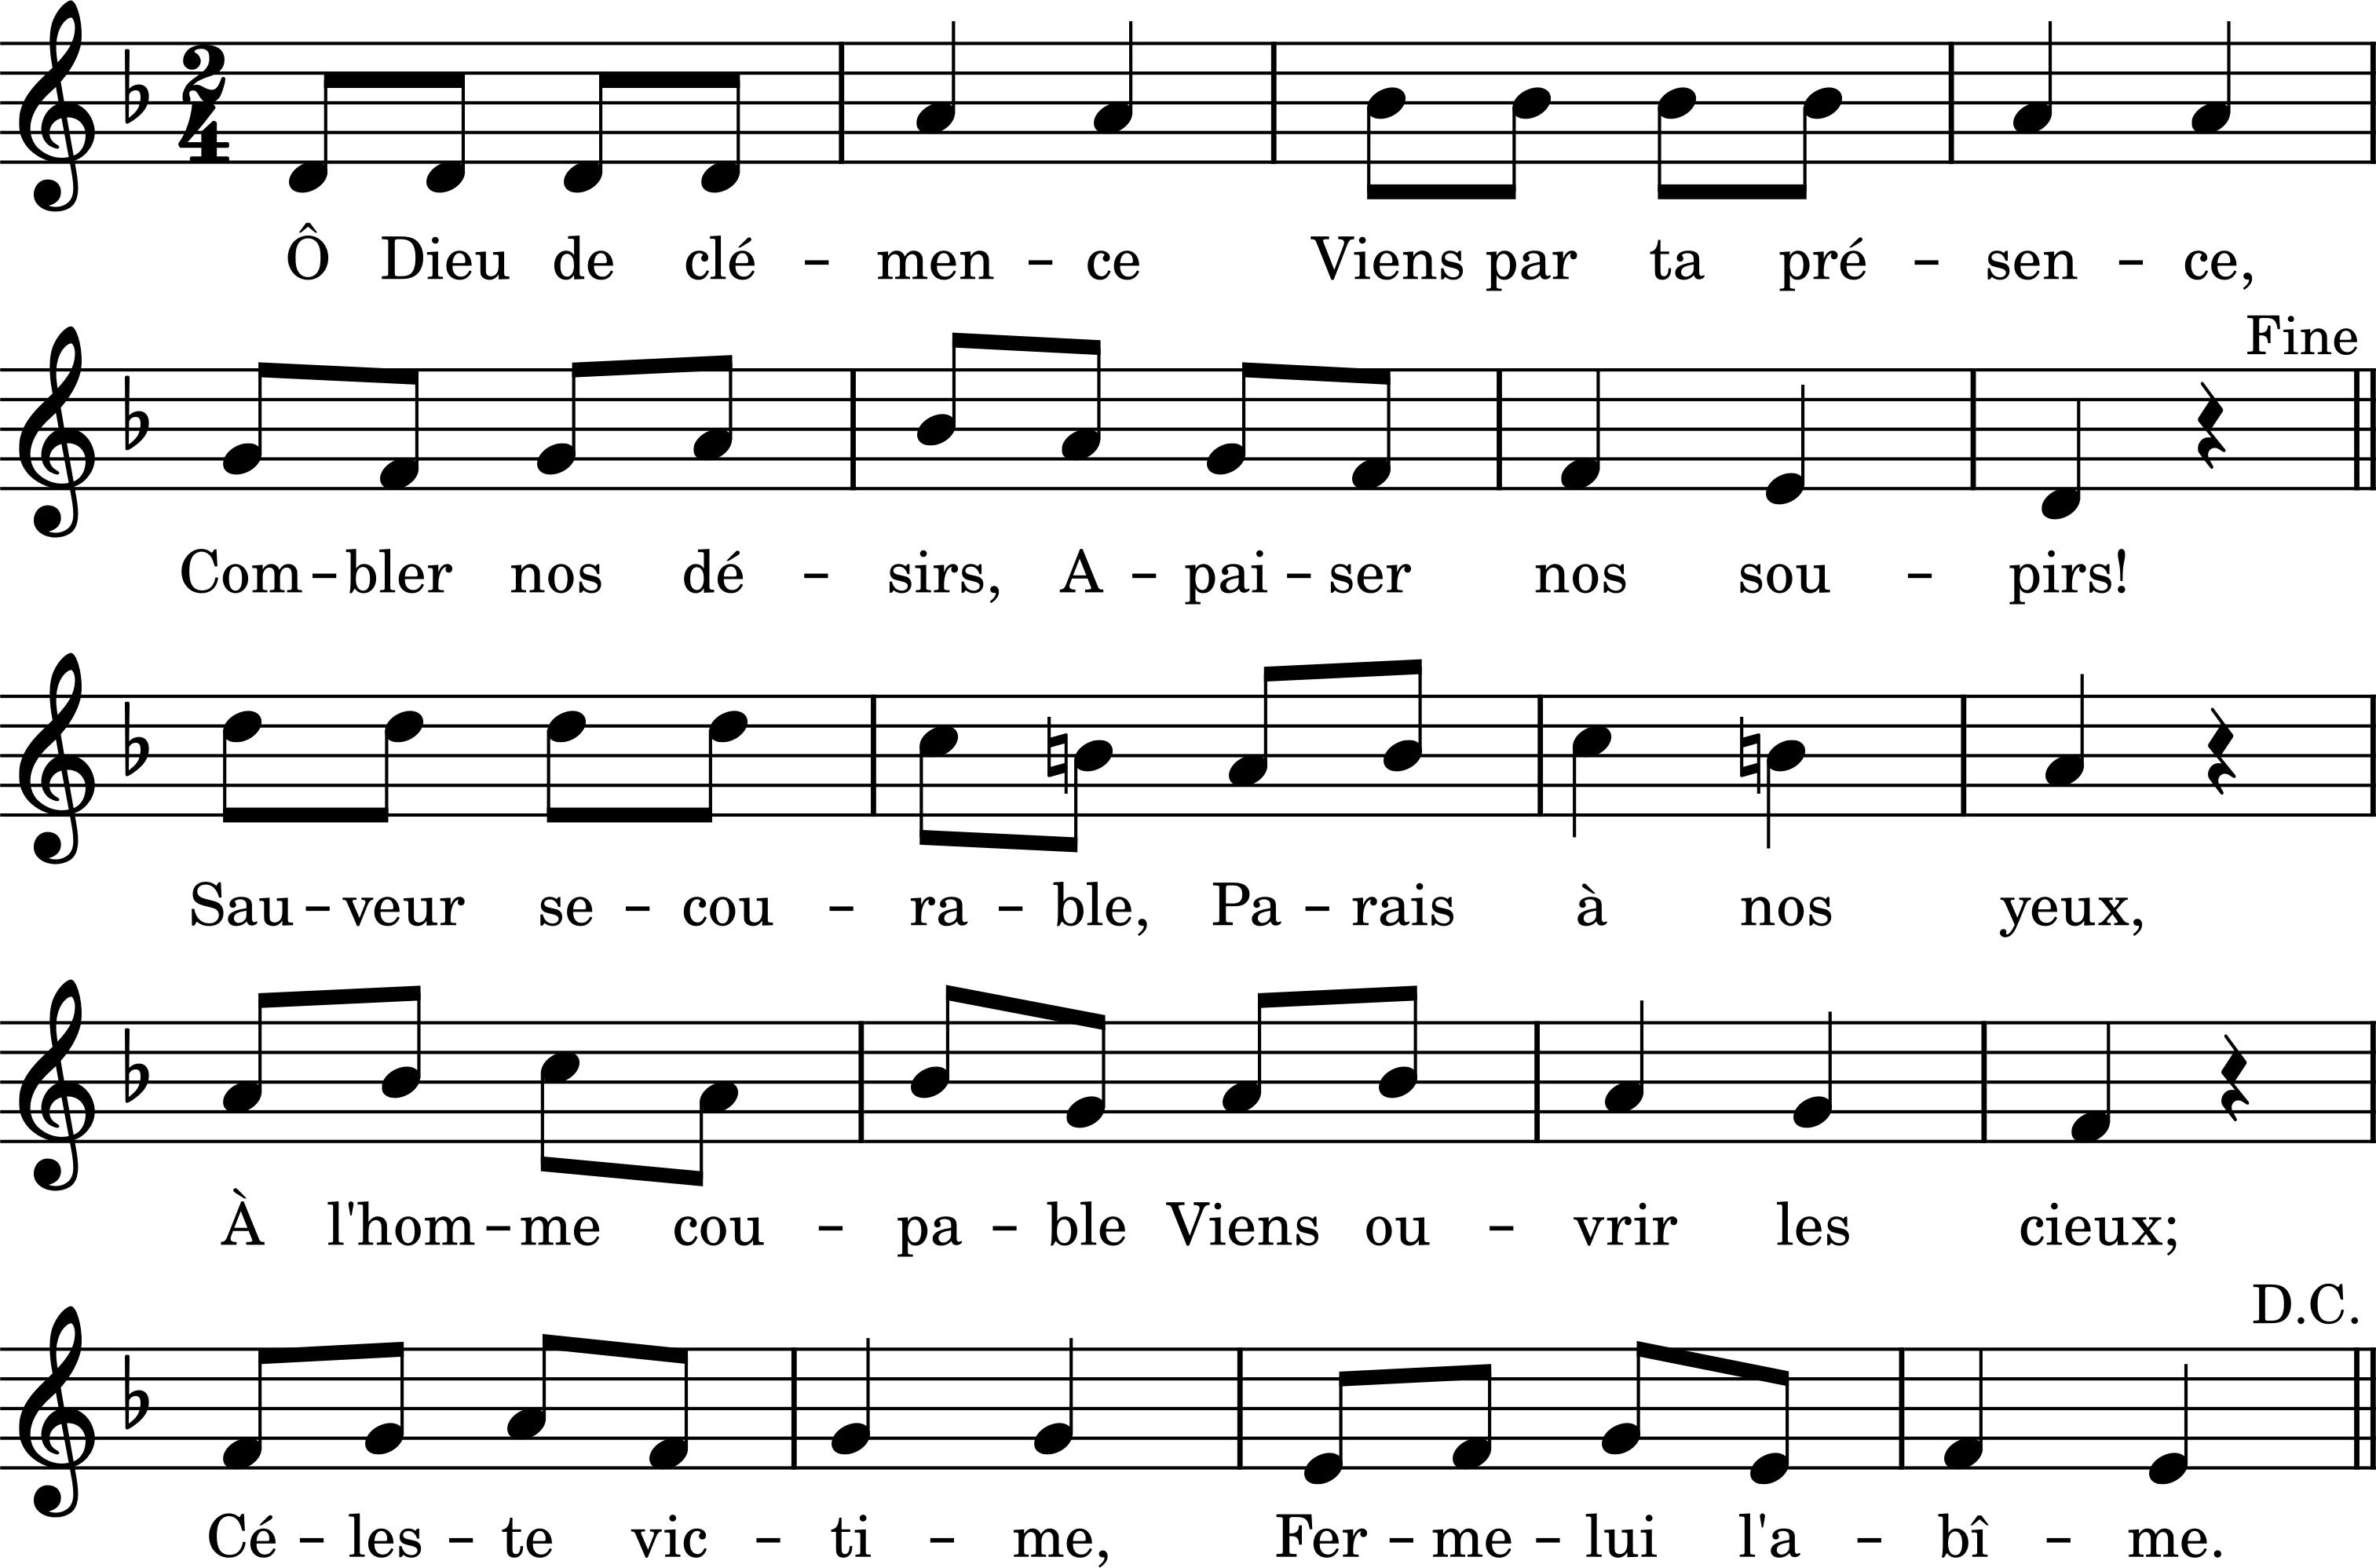 2
4
Ô Dieu de clé - men - ce Viens par ta pré - sen - ce,
Fine
Com - bler nos dé - sirs, A - pai - ser nos sou - pirs!
Sau - veur se - cou - ra - ble, Pa - rais à nos yeux,
À l'hom - me cou - pa - ble Viens ou - vrir les cieux;
D.C.
Cé - les - te vic - ti - me, Fer - me - lui l'a - bî - me.